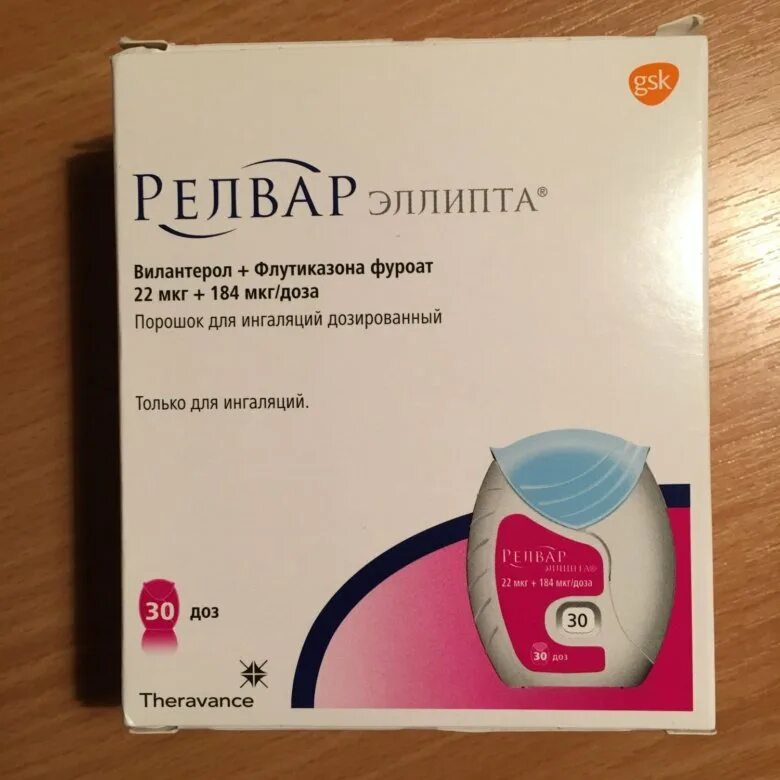 gsk
РЕЛВАР ЭЛЛИПТА®
Вилантерол + Флутиказона фуроат
22 мкг + 184 мкг/доза
Порошок для ингаляций дозированный
Только для ингаляций.
РЕЛВАР
ЭЛЛИПТА®
22 мкг + 184 мкг/доза
30
30 доз
30 доз
Theravance